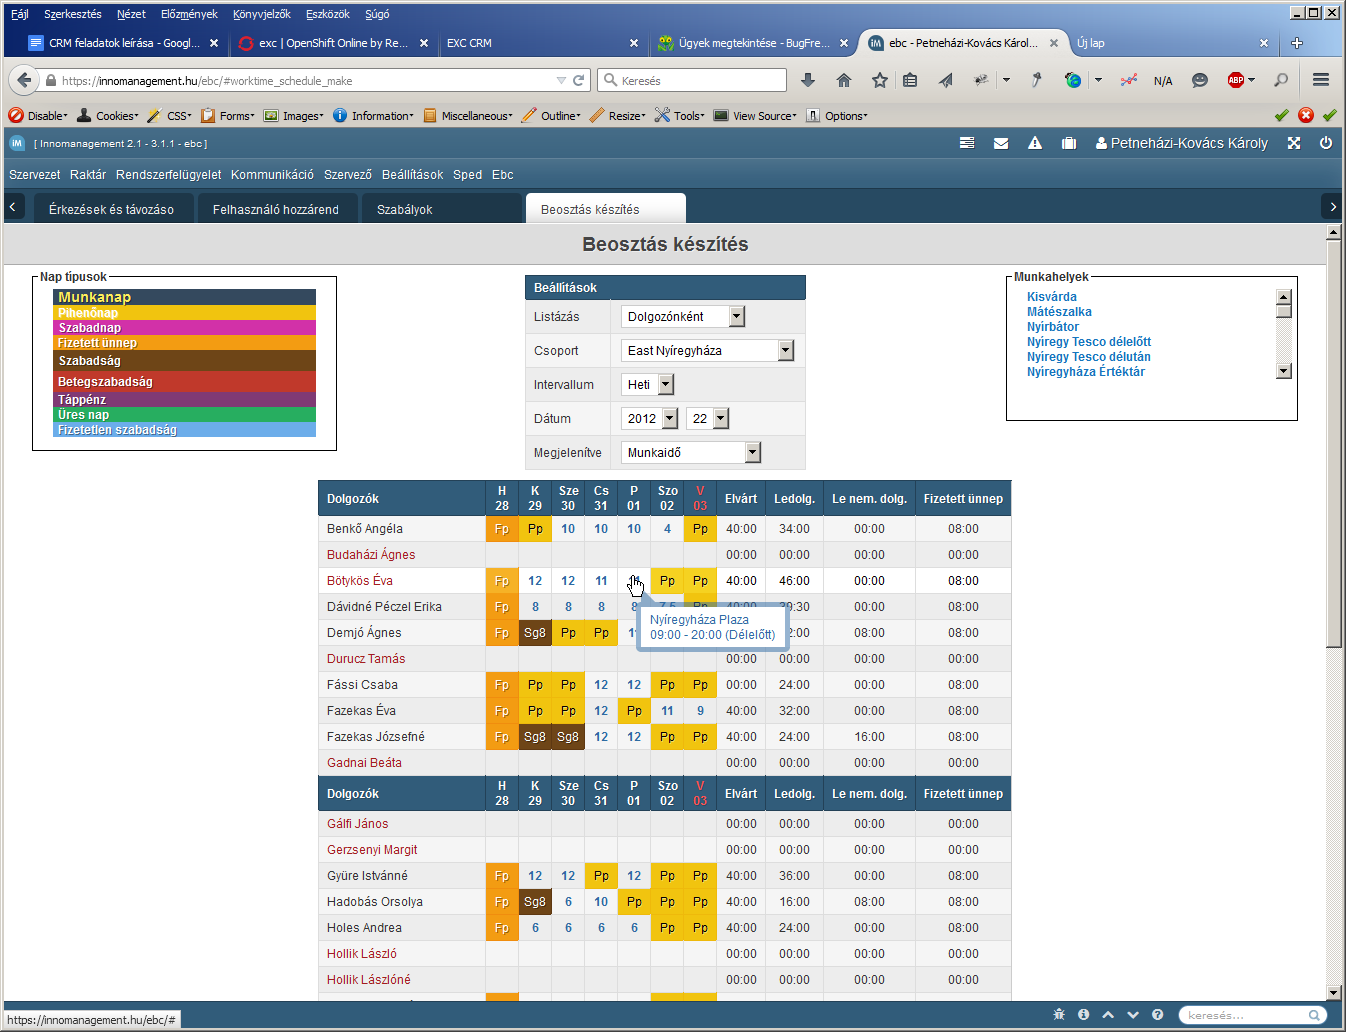 Fájl Szerkesztés Nézet Előzmények Könyvjelzők Eszközök Súgó
CRM feladatok leírása - Googl... exc | OpenShift Online by Re... EXC CRM Ügyek megtekintése - BugFre... ebc - Petneházi-Kovács Károl... Új lap
https://innomanagement.hu/ebc/#worktime_schedule_make Keresés N/A ABP
Disable Cookies CSS Forms Images Information Miscellaneous Outline Resize Tools View Source Options
iM [ Innomanagement 2.1 - 3.1.1 - ebc ] Petneházi-Kovács Károly
Szervezet Raktár Rendszerfelügyelet Kommunikáció Szervező Beállítások Sped Ebc
Érkezések és távozáso Felhasználó hozzárend Szabályok Beosztás készítés
Beosztás készítés
Nap típusok
Munkanap
Pihenőnap
Szabadnap
Fizetett ünnep
Szabadság
Betegszabadság
Táppénz
Üres nap
Fizetetlen szabadság
Beállítások
Listázás Dolgozónként
Csoport East Nyíregyháza
Intervallum Heti
Dátum 2012 22
Megjelenítve Munkaidő
Munkahelyek
Kisvárda
Mátészalka
Nyírbátor
Nyíregy Tesco délelőtt
Nyíregy Tesco délután
Nyíregyháza Értéktár
Dolgozók H 28 K 29 Sze 30 Cs 31 P 01 Szo 02 V 03 Elvárt Ledolg. Le nem. dolg. Fizetett ünnep
Benkő Angéla Fp Pp 10 10 10 4 Pp 40:00 34:00 00:00 08:00
Budaházi Ágnes 00:00 00:00 00:00 00:00
Bötykös Éva Fp 12 12 11 Pp Pp 40:00 46:00 00:00 08:00
Dávidné Péczel Erika Fp 8 8 8 8 7.5 Pp 40:00 39:30 00:00 08:00
Demjó Ágnes Fp Sg8 Pp Pp 08:00 08:00
Nyíregyháza Plaza
09:00 - 20:00 (Délelőtt)
Durucz Tamás 00:00 00:00 00:00 00:00
Fássi Csaba Fp Pp Pp 12 12 Pp Pp 00:00 24:00 00:00 08:00
Fazekas Éva Fp Pp Pp 12 Pp 11 9 40:00 32:00 00:00 08:00
Fazekas Józsefné Fp Sg8 Sg8 12 12 Pp Pp 40:00 24:00 16:00 08:00
Gadnai Beáta 00:00 00:00 00:00 00:00
Dolgozók H 28 K 29 Sze 30 Cs 31 P 01 Szo 02 V 03 Elvárt Ledolg. Le nem. dolg. Fizetett ünnep
Gálfi János 00:00 00:00 00:00 00:00
Gerzsenyi Margit 00:00 00:00 00:00 00:00
Gyüre Istvánné Fp 12 12 Pp 12 Pp Pp 40:00 36:00 00:00 08:00
Hadobás Orsolya Fp Sg8 6 10 Pp Pp Pp 40:00 16:00 08:00 08:00
Holes Andrea Fp 6 6 6 6 Pp Pp 40:00 24:00 00:00 08:00
Hollik László 00:00 00:00 00:00 00:00
Hollik Lászlóné 00:00 00:00 00:00 00:00
https://innomanagement.hu/ebc/# keresés...